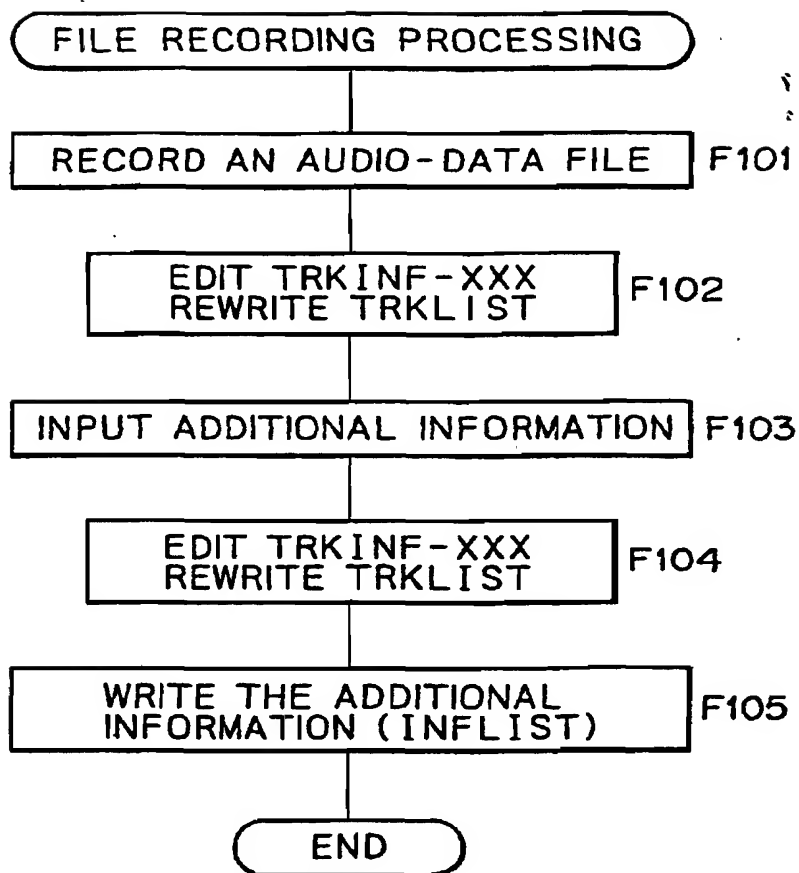 FILE RECORDING PROCESSING
RECORD AN AUDIO-DATA FILE F101
EDIT TRKINF-XXX
REWRITE TRKLIST F102
INPUT ADDITIONAL INFORMATION F103
EDIT TRKINF-XXX
REWRITE TRKLIST F104
WRITE THE ADDITIONAL
INFORMATION (INFLIST) F105
END